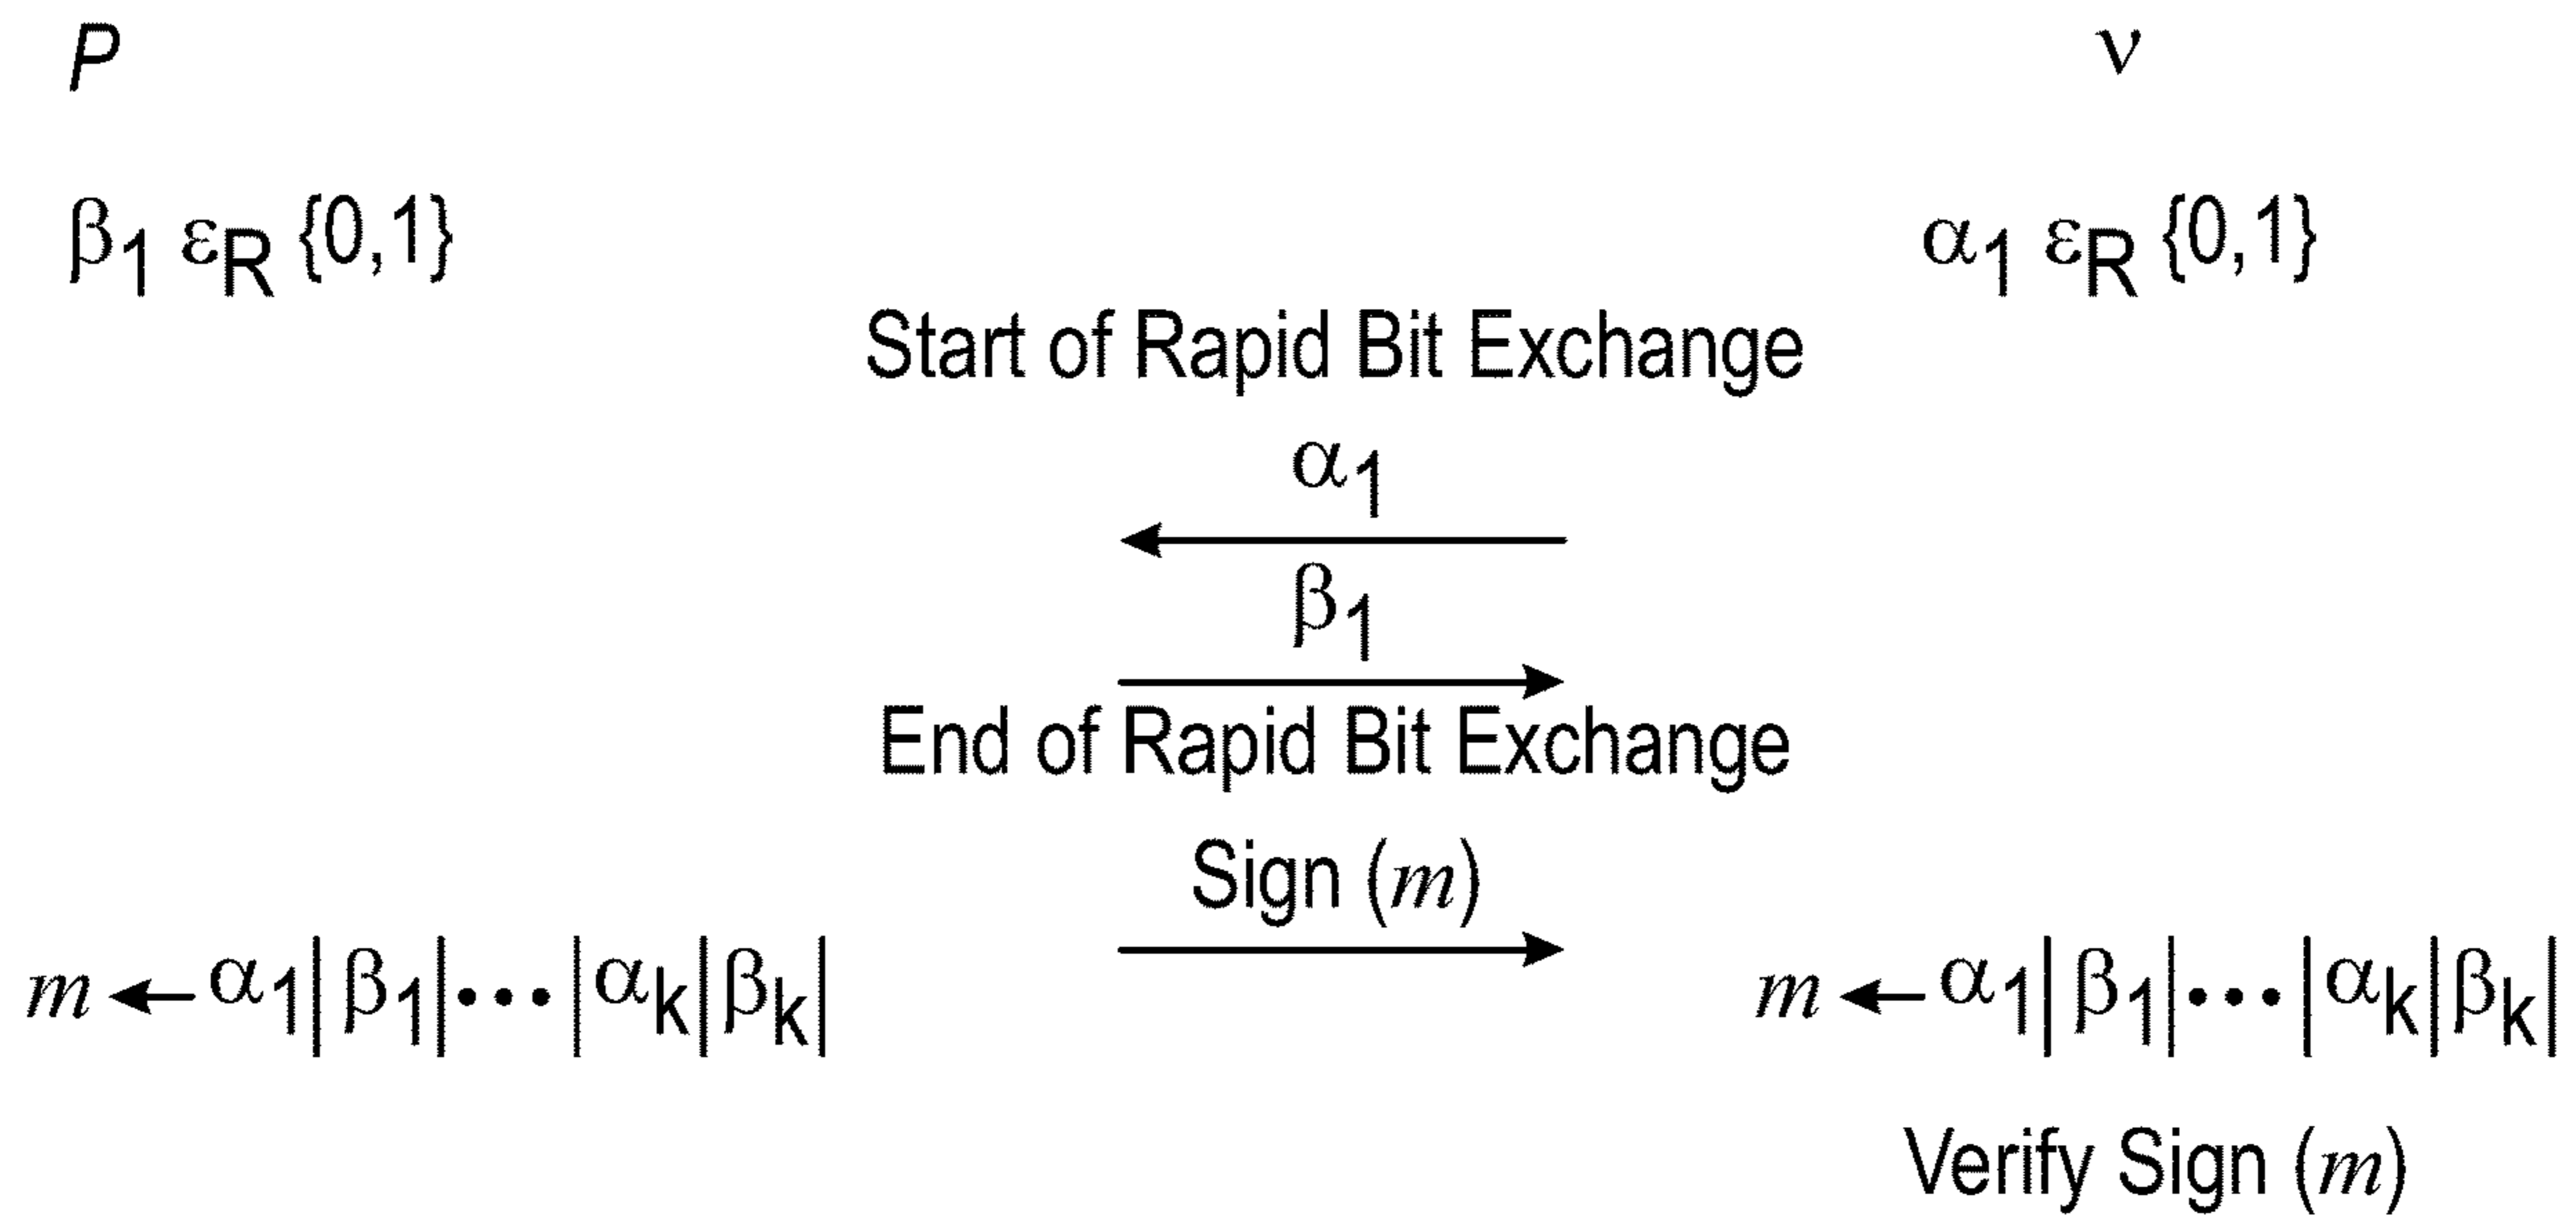 P ν
β₁ εR {0,1} α₁ εR {0,1}
Start of Rapid Bit Exchange
α₁
β₁
End of Rapid Bit Exchange
Sign (m)
m ← α₁| β₁|•••|αk|βk| m ← α₁| β₁|•••|αk|βk|
Verify Sign (m)